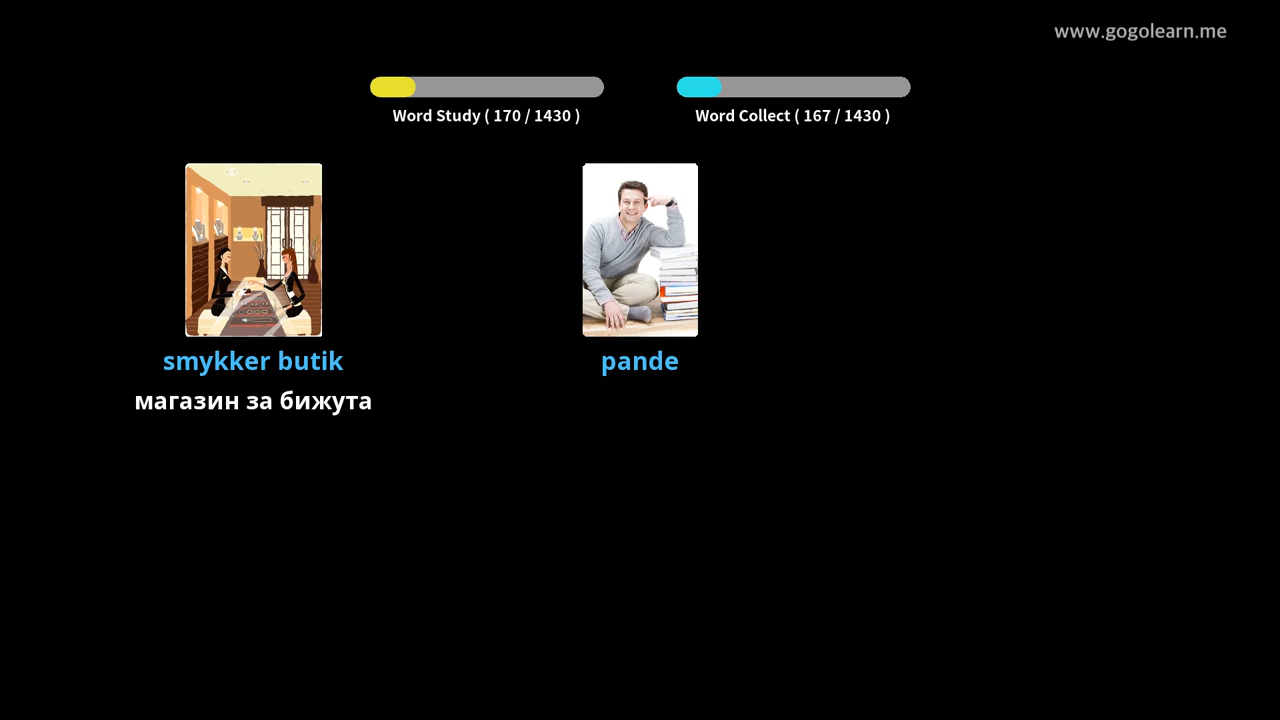 www.gogolearn.me
Word Study ( 170 / 1430 )
Word Collect ( 167 / 1430 )
smykker butik
магазин за бижута
pande